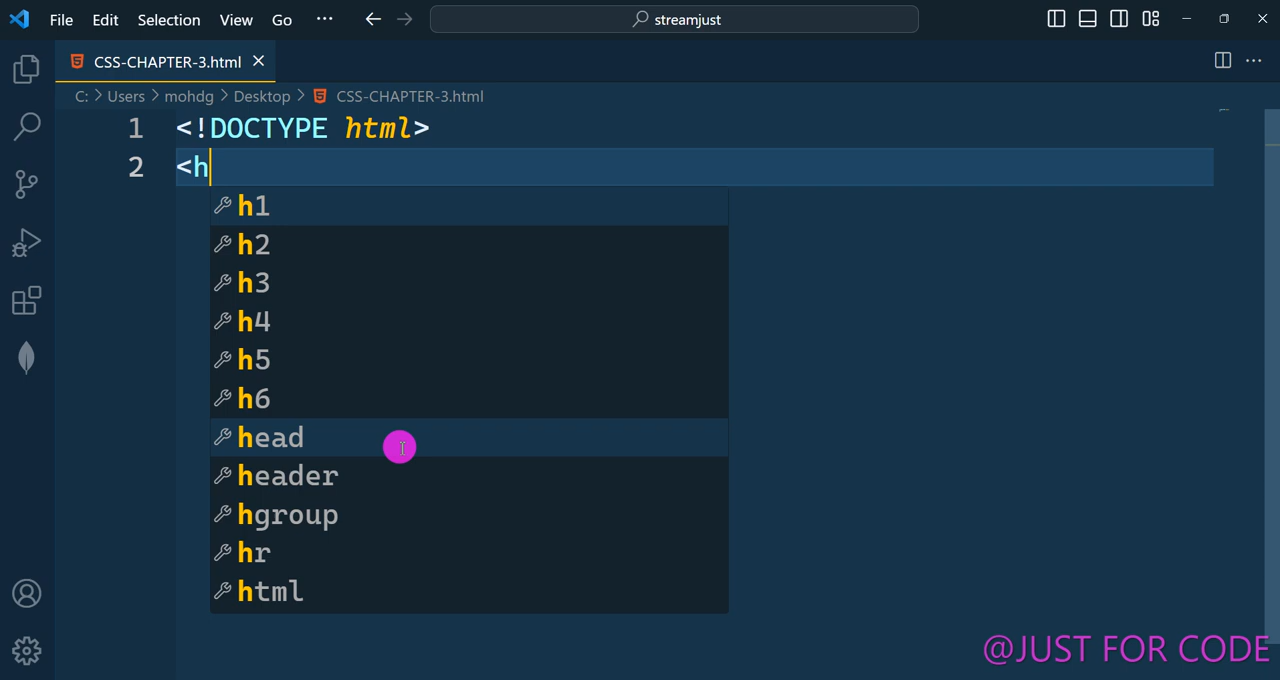 File Edit Selection View Go ··· streamjust
CSS-CHAPTER-3.html
C: > Users > mohdg > Desktop > CSS-CHAPTER-3.html
1 <!DOCTYPE html>
2 <h
h1
h2
h3
h4
h5
h6
head
header
hgroup
hr
html
@JUST FOR CODE